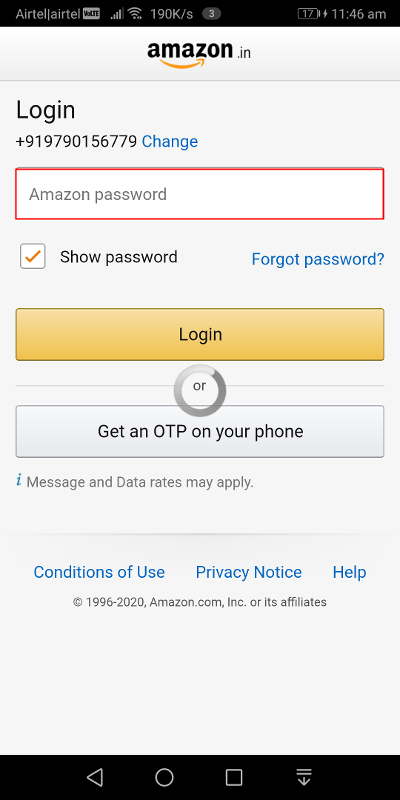 Airtel|airtel VoLTE 190K/s 3 17 11:46 am
amazon.in
Login
+919790156779 Change
Amazon password
Show password Forgot password?
Login
or
Get an OTP on your phone
i Message and Data rates may apply.
Conditions of Use Privacy Notice Help
© 1996-2020, Amazon.com, Inc. or its affiliates